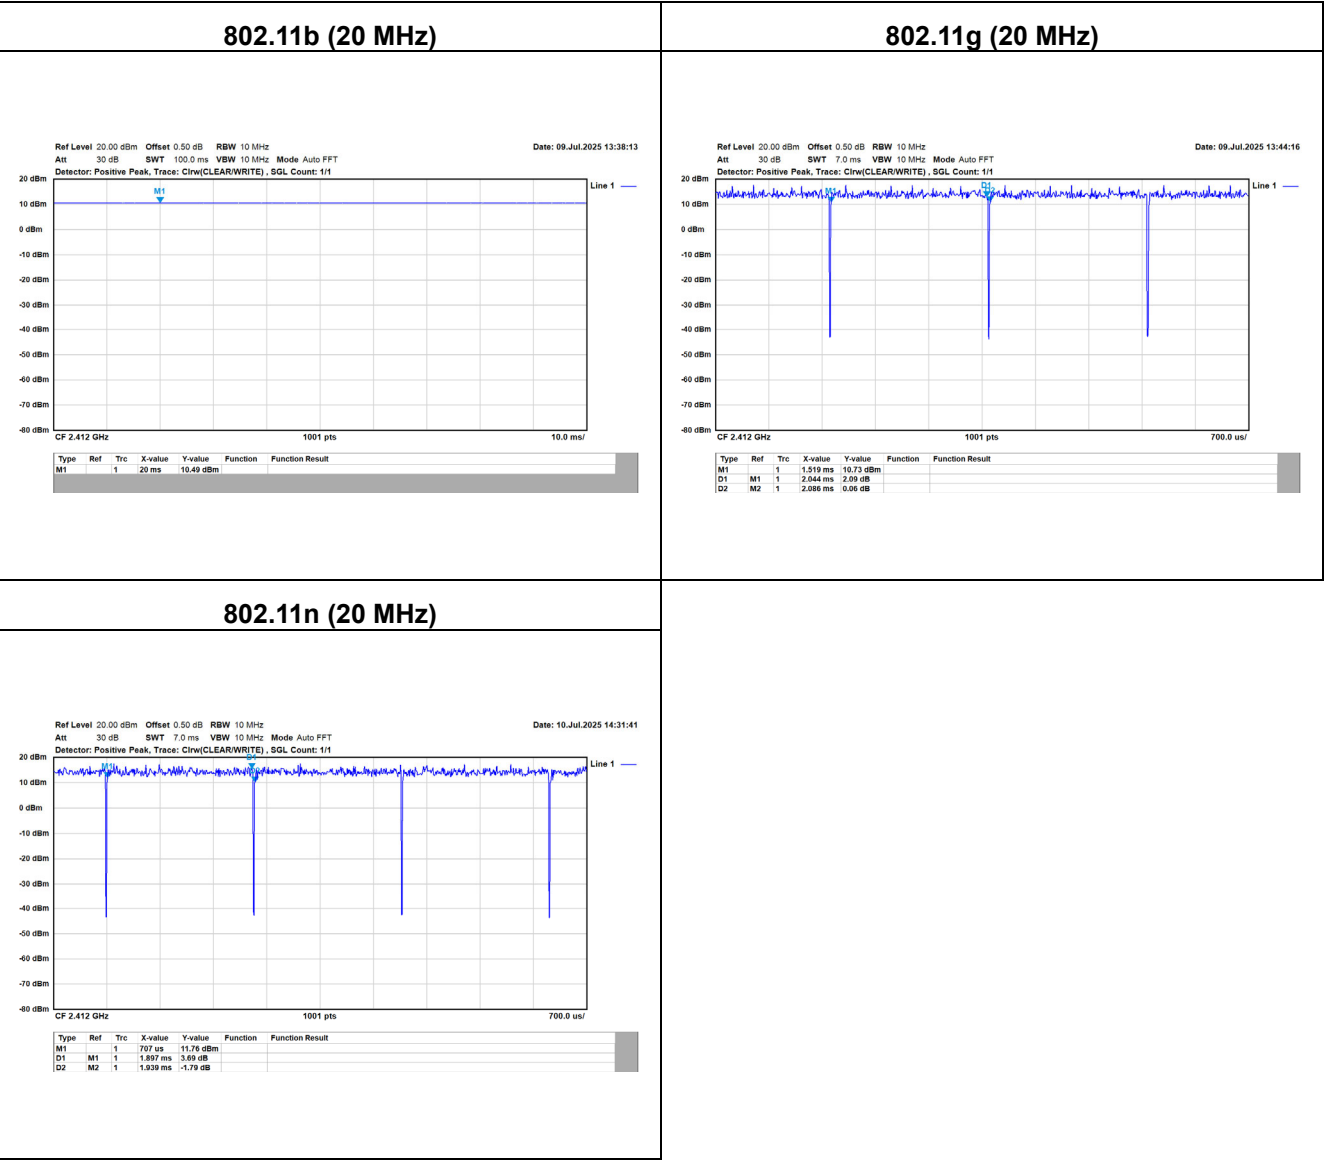 802.11b (20 MHz)
Ref Level 20.00 dBm Offset 0.50 dB RBW 10 MHz Date: 09.Jul.2025 13:38:13
Att 30 dB SWT 100.0 ms VBW 10 MHz Mode Auto FFT
Detector: Positive Peak, Trace: Clrw(CLEAR/WRITE) , SGL Count: 1/1
20 dBm
M1
Line 1
10 dBm
0 dBm
-10 dBm
-20 dBm
-30 dBm
-40 dBm
-50 dBm
-60 dBm
-70 dBm
-80 dBm
CF 2.412 GHz 1001 pts 10.0 ms/
Type Ref Trc X-value Y-value Function Function Result
M1 1 20 ms 10.49 dBm
802.11g (20 MHz)
Ref Level 20.00 dBm Offset 0.50 dB RBW 10 MHz Date: 09.Jul.2025 13:44:16
Att 30 dB SWT 7.0 ms VBW 10 MHz Mode Auto FFT
Detector: Positive Peak, Trace: Clrw(CLEAR/WRITE) , SGL Count: 1/1
20 dBm
M1
D1
Line 1
10 dBm
0 dBm
-10 dBm
-20 dBm
-30 dBm
-40 dBm
-50 dBm
-60 dBm
-70 dBm
-80 dBm
CF 2.412 GHz 1001 pts 700.0 us/
Type Ref Trc X-value Y-value Function Function Result
M1 1 1.519 ms 10.73 dBm
D1 M1 1 2.044 ms 2.09 dB
D2 M2 1 2.086 ms 0.06 dB
802.11n (20 MHz)
Ref Level 20.00 dBm Offset 0.50 dB RBW 10 MHz Date: 10.Jul.2025 14:31:41
Att 30 dB SWT 7.0 ms VBW 10 MHz Mode Auto FFT
Detector: Positive Peak, Trace: Clrw(CLEAR/WRITE) , SGL Count: 1/1
20 dBm
M1
D1
Line 1
10 dBm
0 dBm
-10 dBm
-20 dBm
-30 dBm
-40 dBm
-50 dBm
-60 dBm
-70 dBm
-80 dBm
CF 2.412 GHz 1001 pts 700.0 us/
Type Ref Trc X-value Y-value Function Function Result
M1 1 707 us 11.76 dBm
D1 M1 1 1.897 ms 3.69 dB
D2 M2 1 1.939 ms -1.79 dB